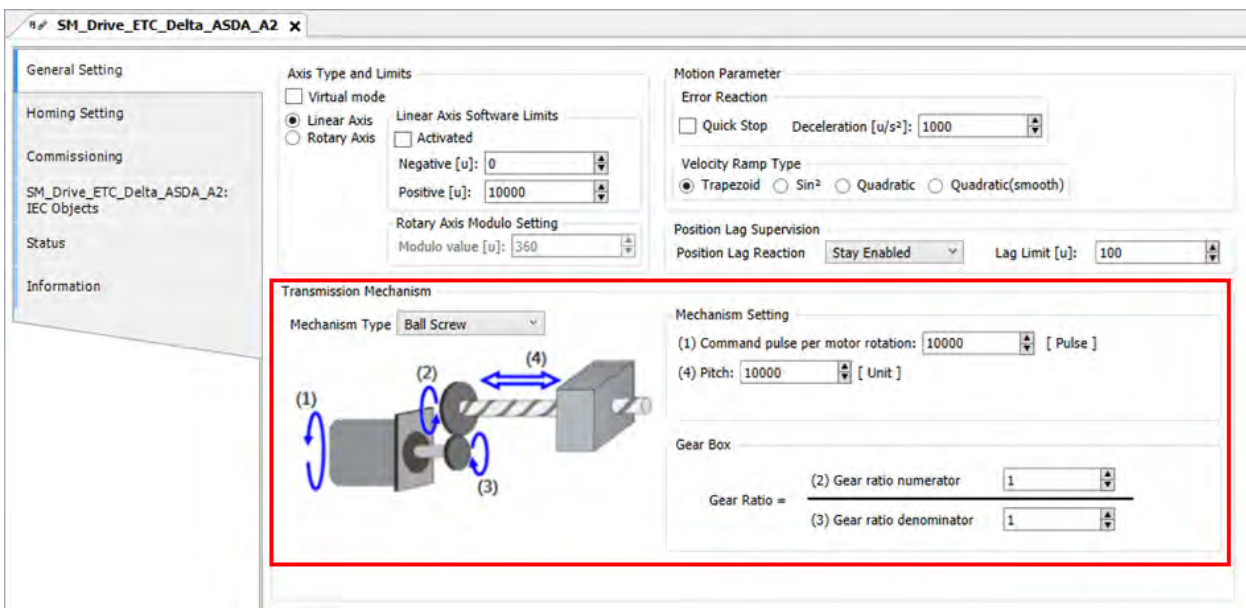 SM_Drive_ETC_Delta_ASDA_A2 X
General Setting
Homing Setting
Commissioning
SM_Drive_ETC_Delta_ASDA_A2:
IEC Objects
Status
Information
Axis Type and Limits
Virtual mode
Linear Axis
Rotary Axis
Linear Axis Software Limits
Activated
Negative [u]: 0
Positive [u]: 10000
Rotary Axis Modulo Setting
Modulo value [u]: 360
Motion Parameter
Error Reaction
Quick Stop Deceleration [u/s²]: 1000
Velocity Ramp Type
Trapezoid Sin² Quadratic Quadratic(smooth)
Position Lag Supervision
Position Lag Reaction Stay Enabled Lag Limit [u]: 100
Transmission Mechanism
Mechanism Type Ball Screw
(1)
(2)
(4)
(3)
Mechanism Setting
(1) Command pulse per motor rotation: 10000 [ Pulse ]
(4) Pitch: 10000 [ Unit ]
Gear Box
Gear Ratio =
(2) Gear ratio numerator 1
(3) Gear ratio denominator 1